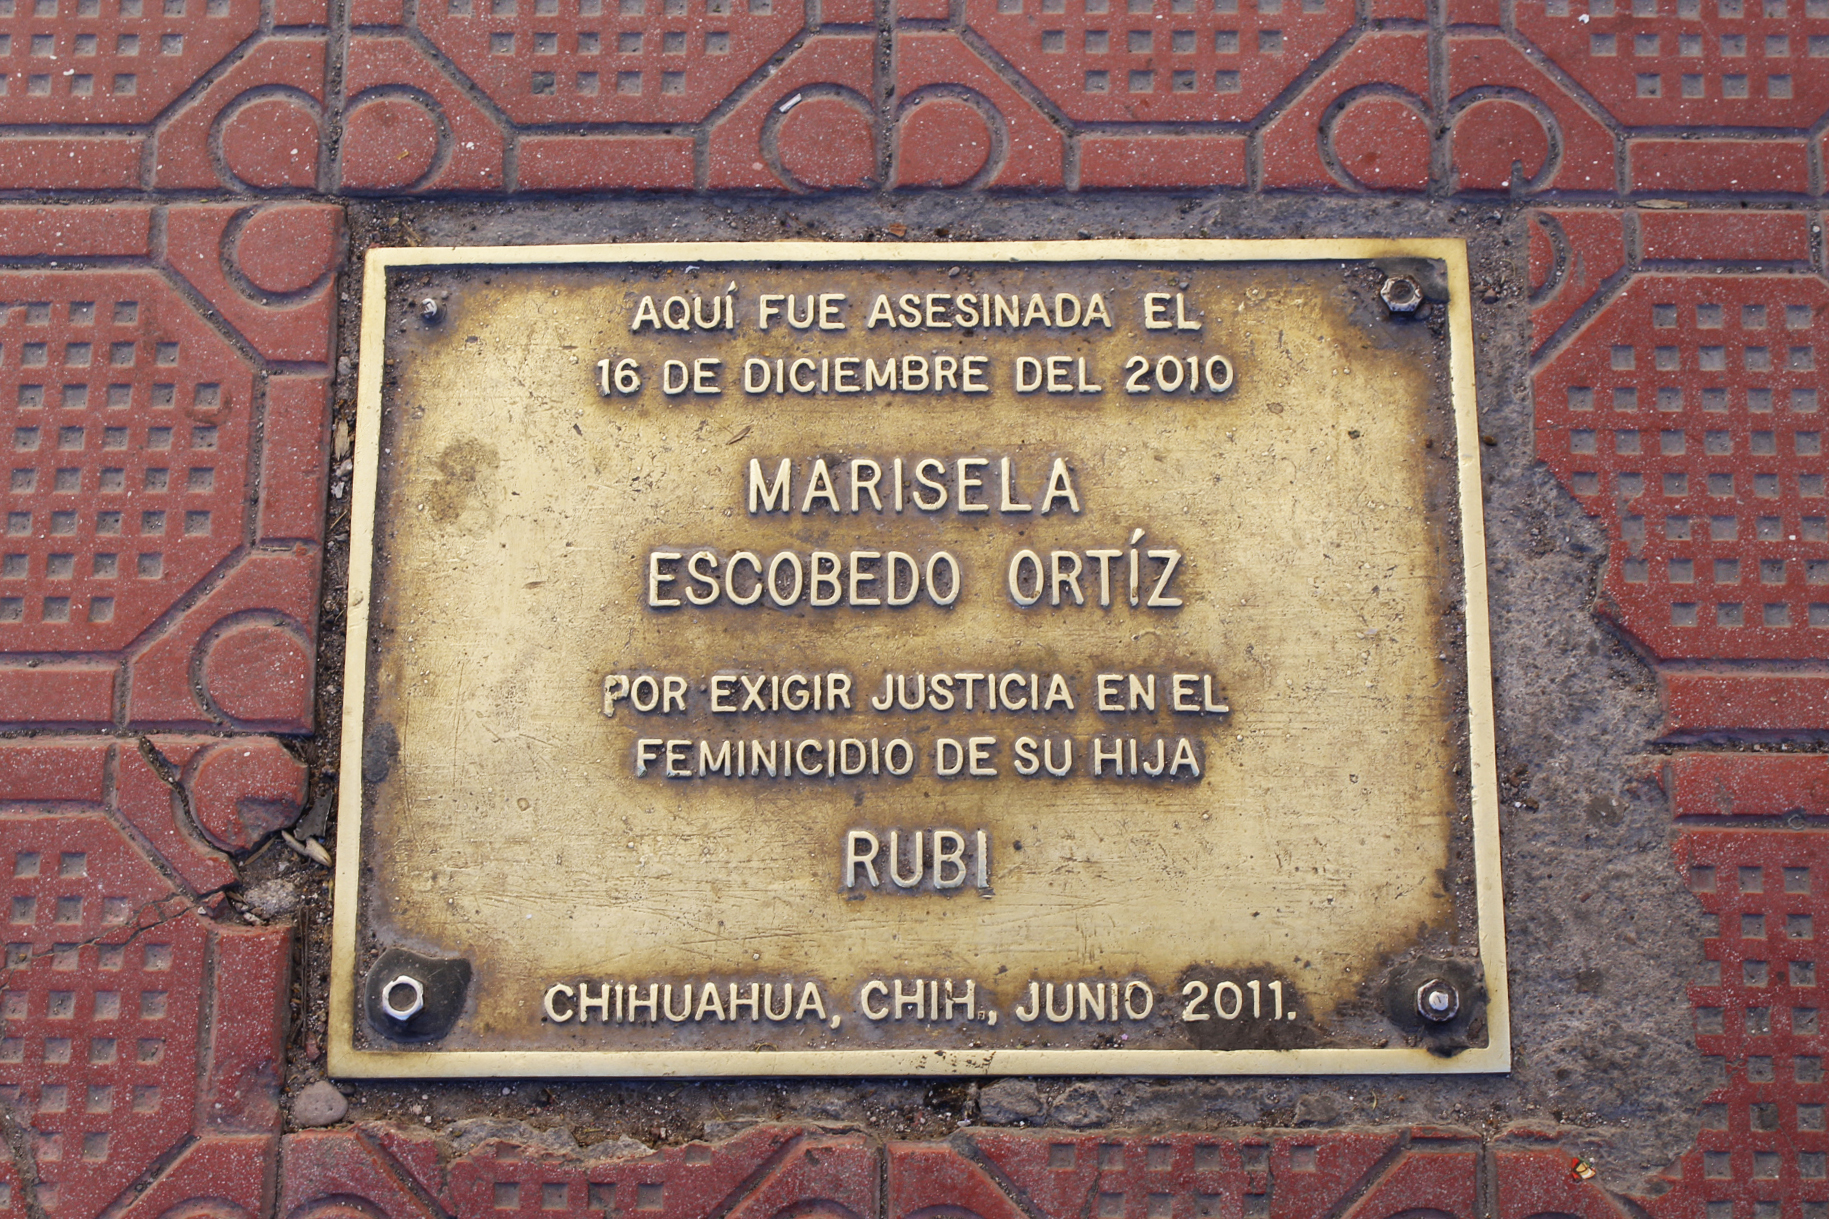 AQUÍ FUE ASESINADA EL
16 DE DICIEMBRE DEL 2010
MARISELA
ESCOBEDO ORTÍZ
POR EXIGIR JUSTICIA EN EL
FEMINICIDIO DE SU HIJA
RUBI
CHIHUAHUA, CHIH., JUNIO 2011.